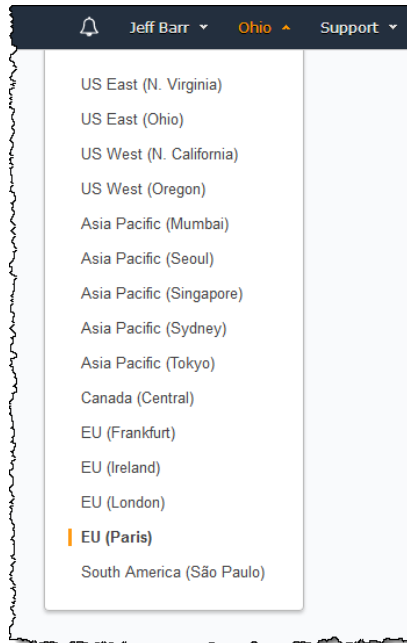 Jeff Barr Ohio Support
US East (N. Virginia)
US East (Ohio)
US West (N. California)
US West (Oregon)
Asia Pacific (Mumbai)
Asia Pacific (Seoul)
Asia Pacific (Singapore)
Asia Pacific (Sydney)
Asia Pacific (Tokyo)
Canada (Central)
EU (Frankfurt)
EU (Ireland)
EU (London)
EU (Paris)
South America (São Paulo)